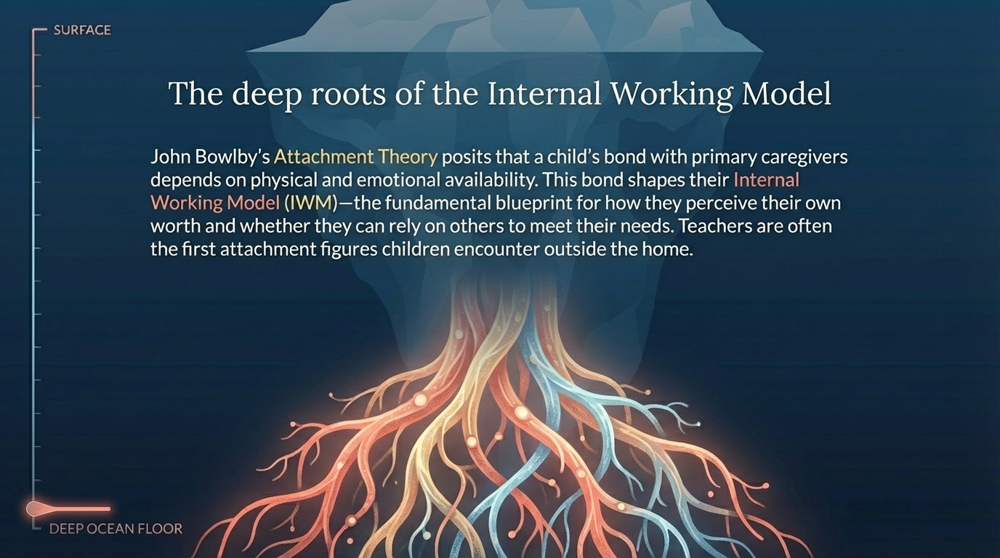 SURFACE
The deep roots of the Internal Working Model
John Bowlby’s Attachment Theory posits that a child’s bond with primary caregivers
depends on physical and emotional availability. This bond shapes their Internal
Working Model (IWM)—the fundamental blueprint for how they perceive their own
worth and whether they can rely on others to meet their needs. Teachers are often
the first attachment figures children encounter outside the home.
DEEP OCEAN FLOOR